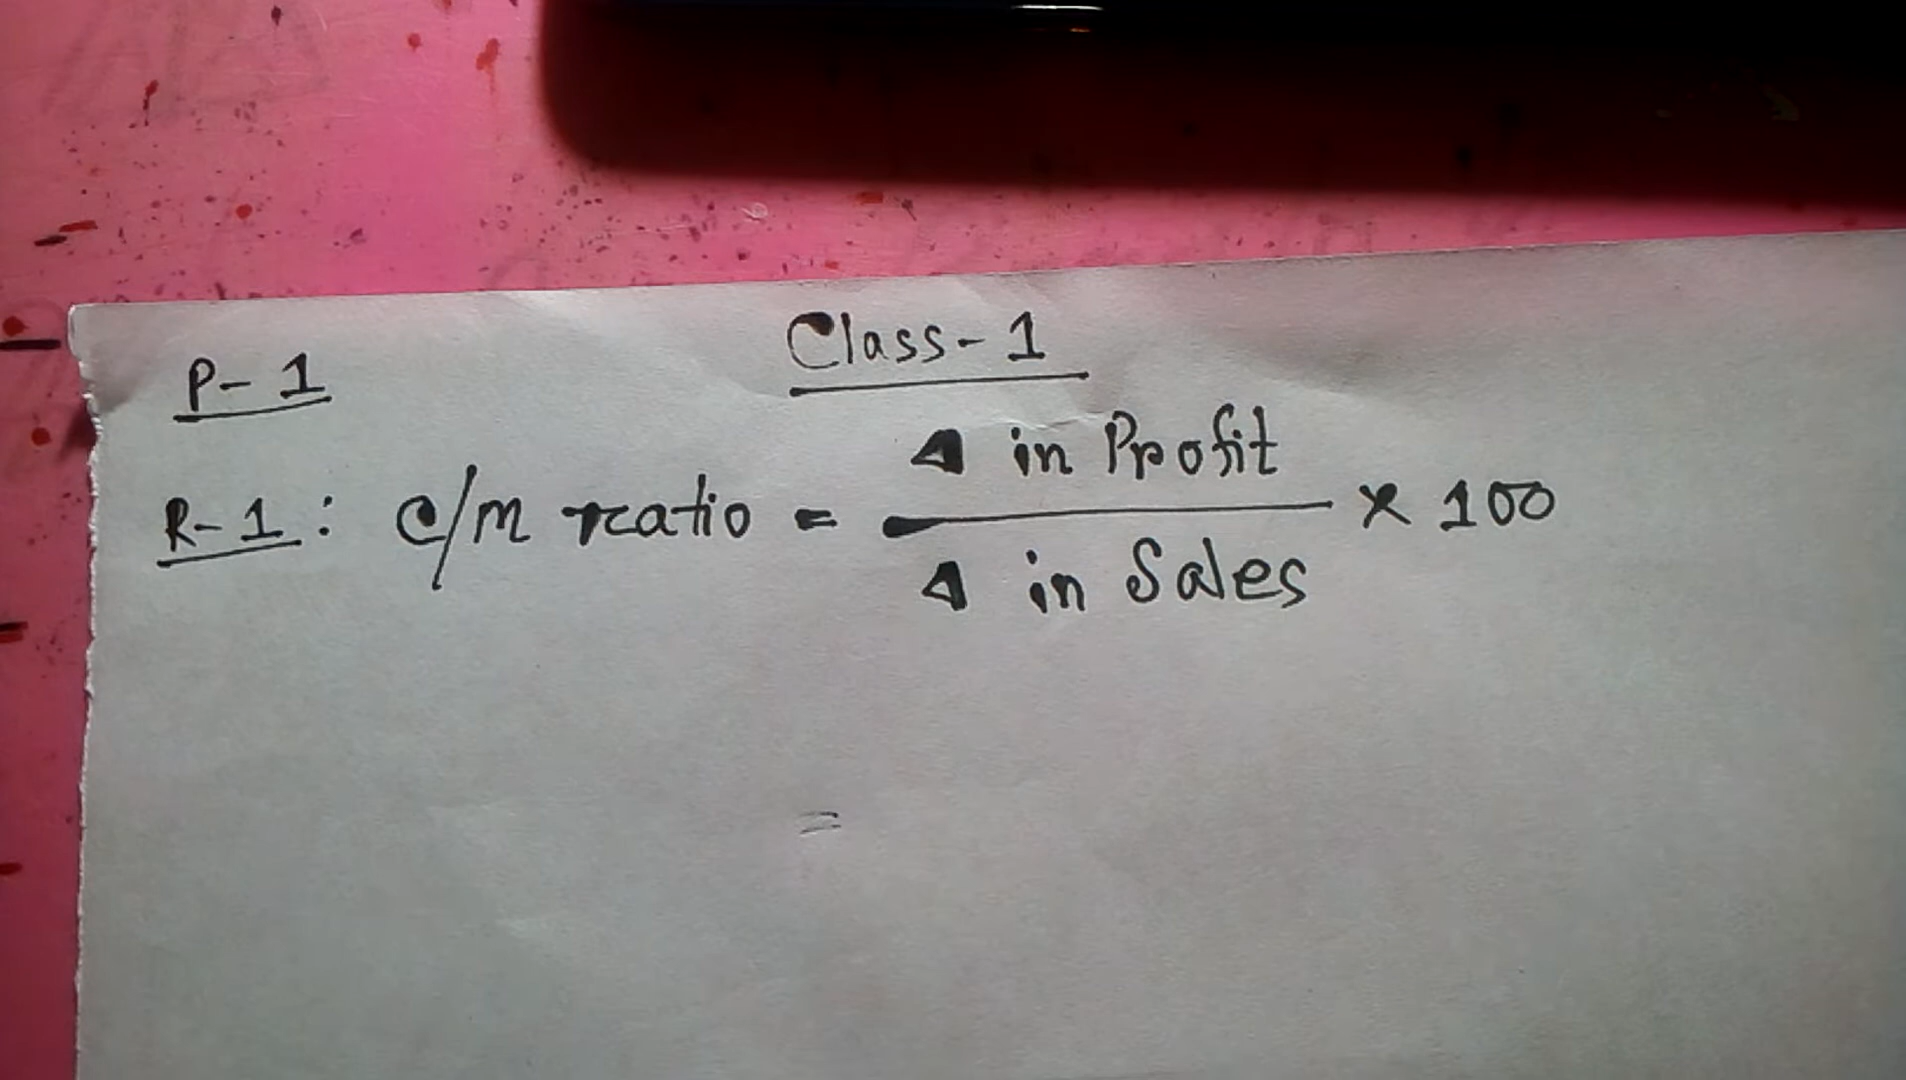 Class-1
P-1
R-1: C/M ratio = Δ in Profit / Δ in Sales × 100
=